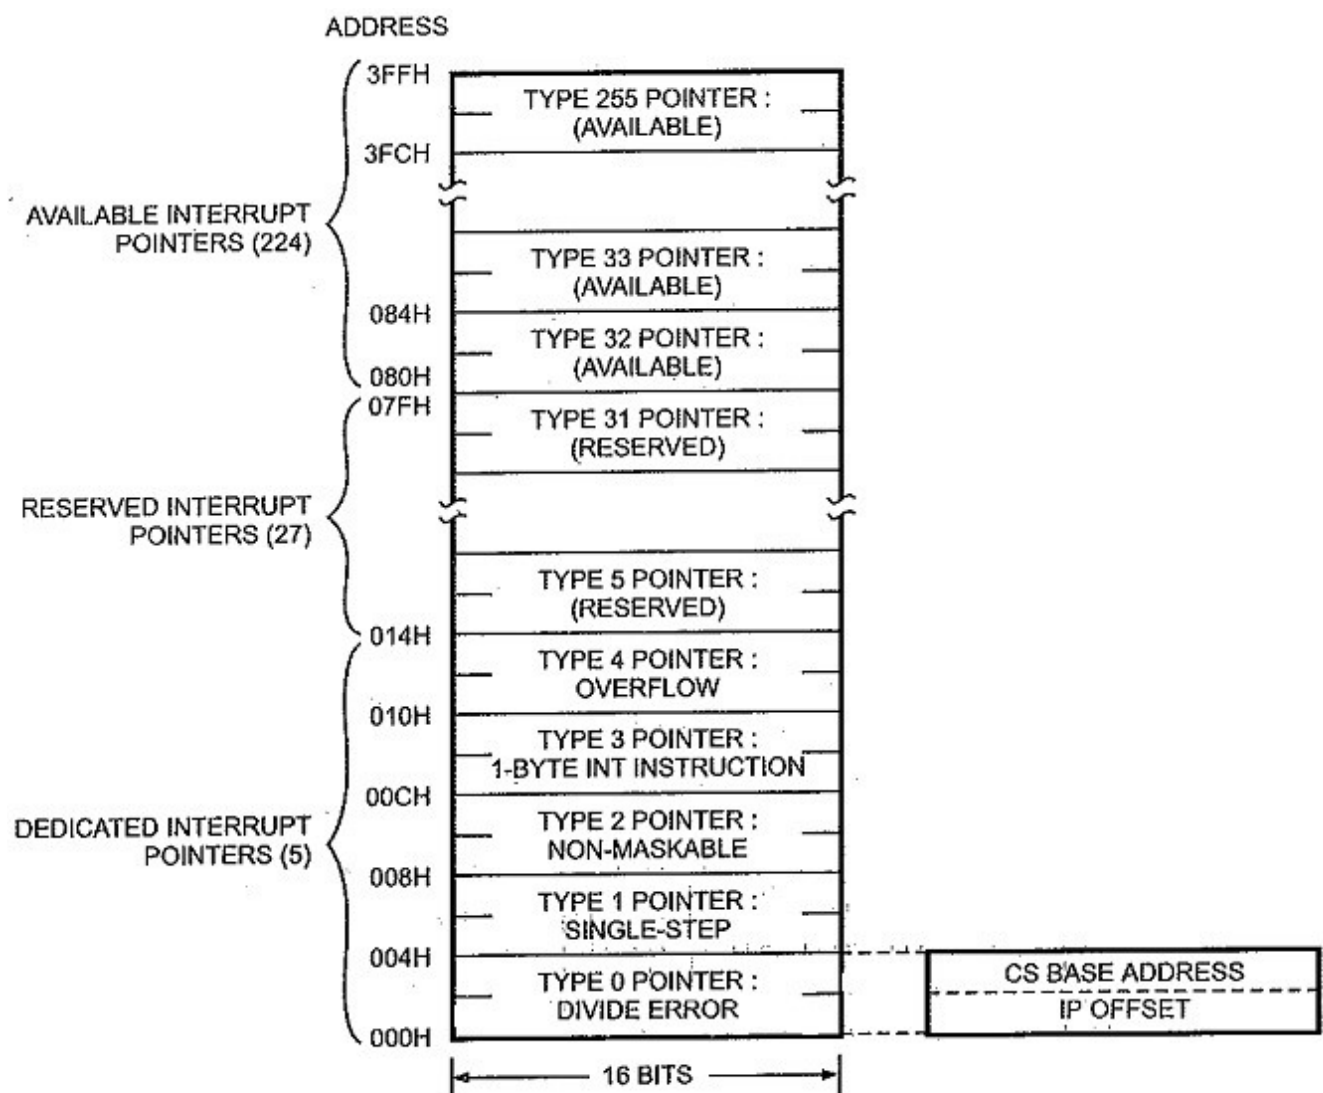 ADDRESS
3FFH
TYPE 255 POINTER :
(AVAILABLE)
3FCH
AVAILABLE INTERRUPT
POINTERS (224)
TYPE 33 POINTER :
(AVAILABLE)
084H
TYPE 32 POINTER :
(AVAILABLE)
080H
07FH
TYPE 31 POINTER :
(RESERVED)
RESERVED INTERRUPT
POINTERS (27)
TYPE 5 POINTER :
(RESERVED)
014H
TYPE 4 POINTER :
OVERFLOW
010H
TYPE 3 POINTER :
1-BYTE INT INSTRUCTION
00CH
DEDICATED INTERRUPT
POINTERS (5)
TYPE 2 POINTER :
NON-MASKABLE
008H
TYPE 1 POINTER :
SINGLE-STEP
004H
TYPE 0 POINTER :
DIVIDE ERROR
CS BASE ADDRESS
IP OFFSET
000H
16 BITS